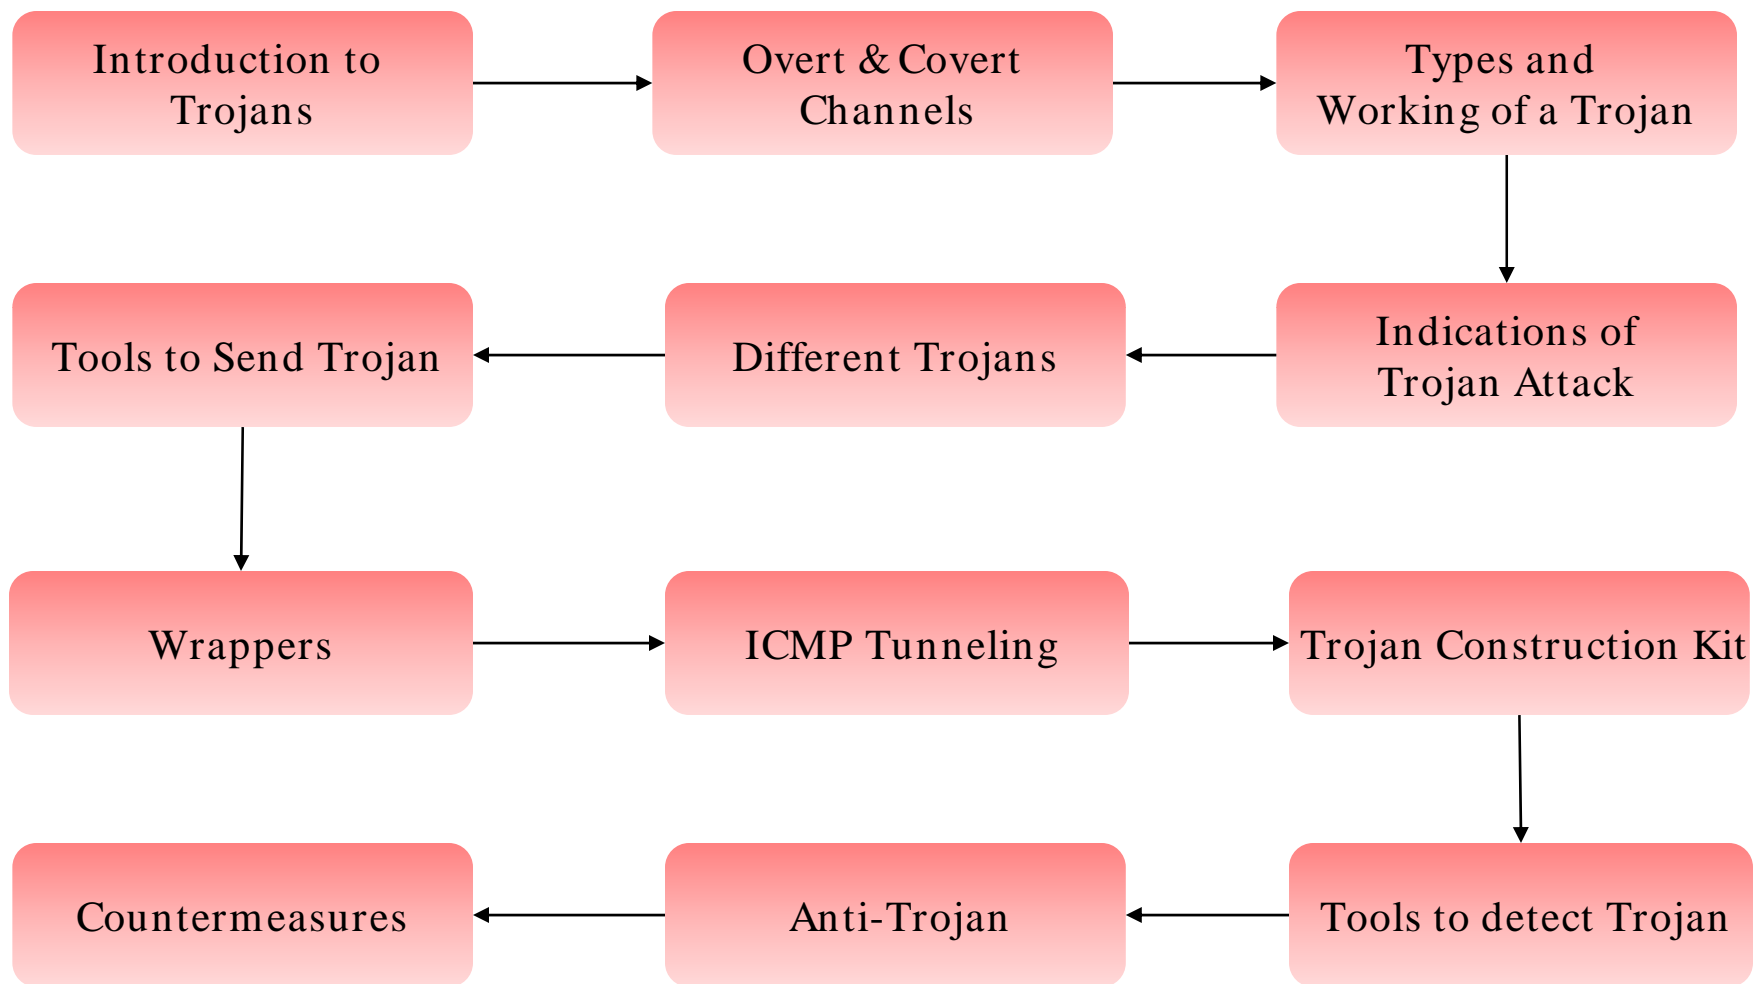 Introduction to
Trojans
Overt & Covert
Channels
Types and
Working of a Trojan
Indications of
Trojan Attack
Different Trojans
Tools to Send Trojan
Wrappers
ICMP Tunneling
Trojan Construction Kit
Tools to detect Trojan
Anti-Trojan
Countermeasures